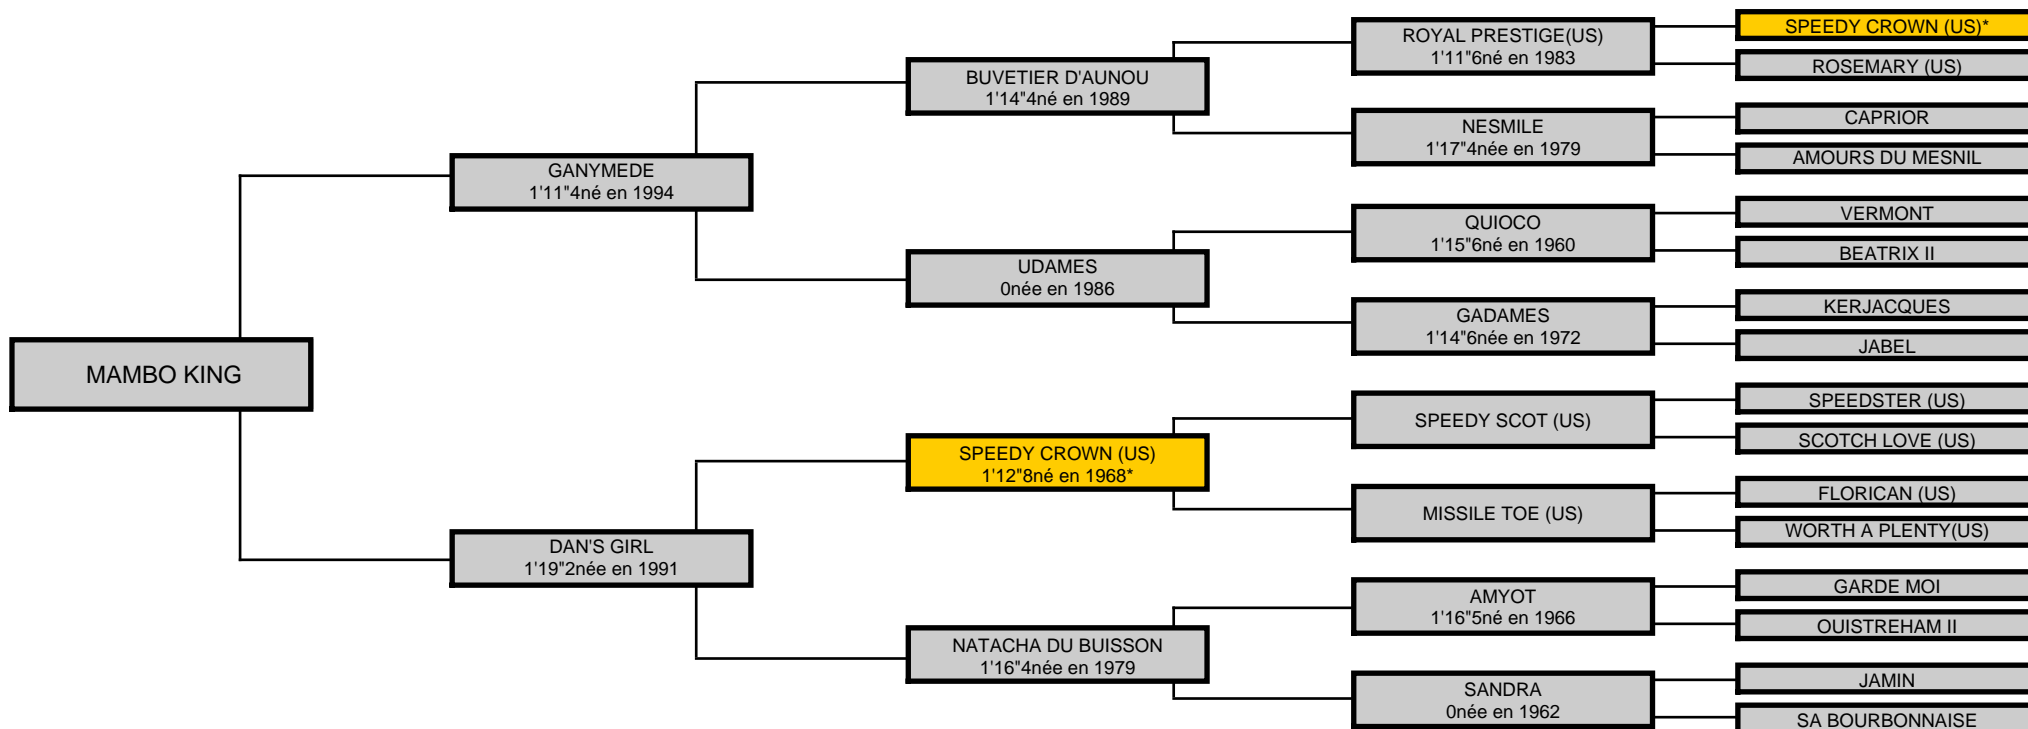 MAMBO KING
GANYMEDE
1'11"4né en 1994
DAN'S GIRL
1'19"2née en 1991
BUVETIER D'AUNOU
1'14"4né en 1989
UDAMES
0née en 1986
SPEEDY CROWN (US)
1'12"8né en 1968*
NATACHA DU BUISSON
1'16"4née en 1979
ROYAL PRESTIGE(US)
1'11"6né en 1983
NESMILE
1'17"4née en 1979
QUIOCO
1'15"6né en 1960
GADAMES
1'14"6née en 1972
SPEEDY SCOT (US)
MISSILE TOE (US)
AMYOT
1'16"5né en 1966
SANDRA
0née en 1962
SPEEDY CROWN (US)*
ROSEMARY (US)
CAPRIOR
AMOURS DU MESNIL
VERMONT
BEATRIX II
KERJACQUES
JABEL
SPEEDSTER (US)
SCOTCH LOVE (US)
FLORICAN (US)
WORTH A PLENTY(US)
GARDE MOI
OUISTREHAM II
JAMIN
SA BOURBONNAISE